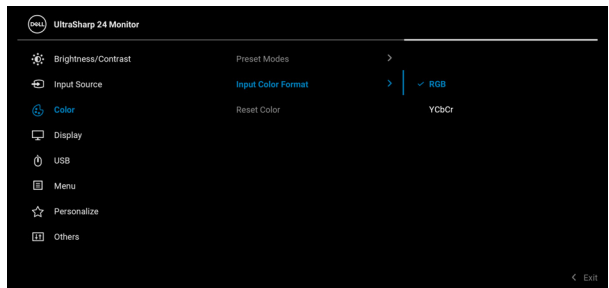 DELL
UltraSharp 24 Monitor
Brightness/Contrast
Preset Modes
>
Input Source
Input Color Format
>
✓ RGB
Color
Reset Color
YCbCr
Display
USB
Menu
Personalize
Others
< Exit